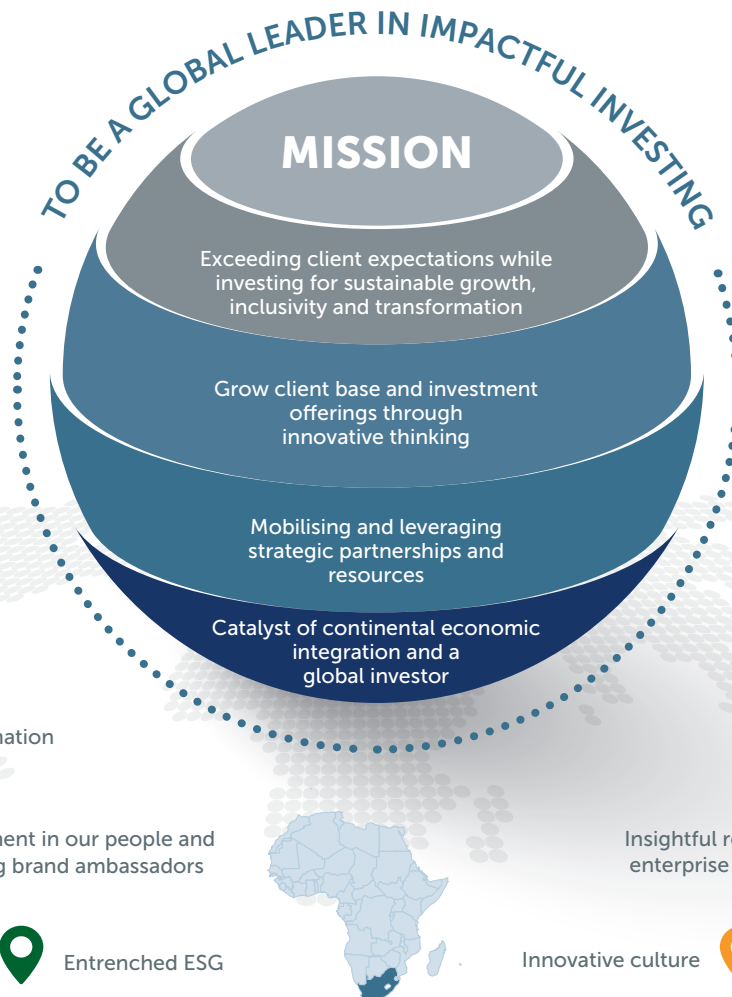 TO BE A GLOBAL LEADER IN IMPACTFUL INVESTING
MISSION
Exceeding client expectations while
investing for sustainable growth,
inclusivity and transformation
Grow client base and investment
offerings through
innovative thinking
Mobilising and leveraging
strategic partnerships and
resources
Catalyst of continental economic
integration and a
global investor
in our people and
brand ambassadors
Insightful
enterprise
Entrenched ESG
Innovative culture